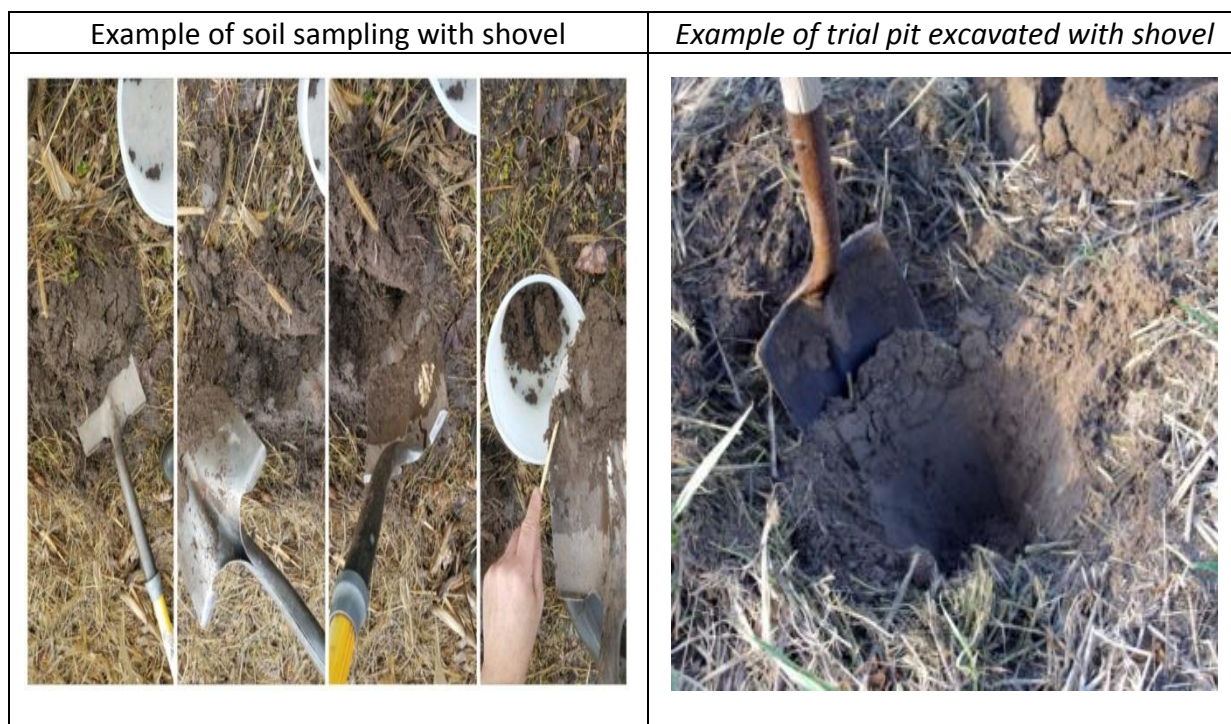 Example of soil sampling with shovel
Example of trial pit excavated with shovel